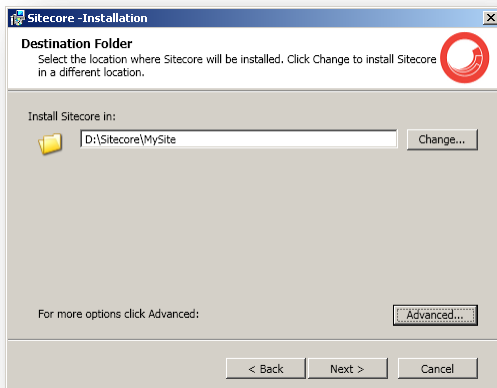 Sitecore -Installation
Destination Folder
Select the location where Sitecore will be installed. Click Change to install Sitecore
in a different location.
Install Sitecore in:
D:\Sitecore\MySite
Change...
For more options click Advanced:
Advanced...
< Back
Next >
Cancel